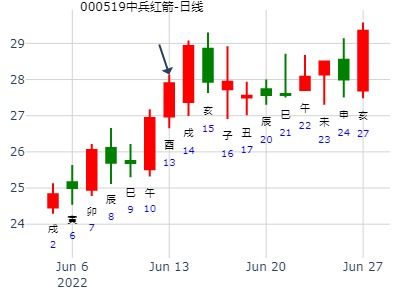 000519中兵红箭-日线
29
28
27
26
25
24
戌
2
寅
6
卯
7
辰
8
巳
9
午
10
酉
13
戌
14
亥
15
子
16
丑
17
辰
20
巳
21
午
22
未
23
申
24
亥
27
Jun 6
2022
Jun 13
Jun 20
Jun 27